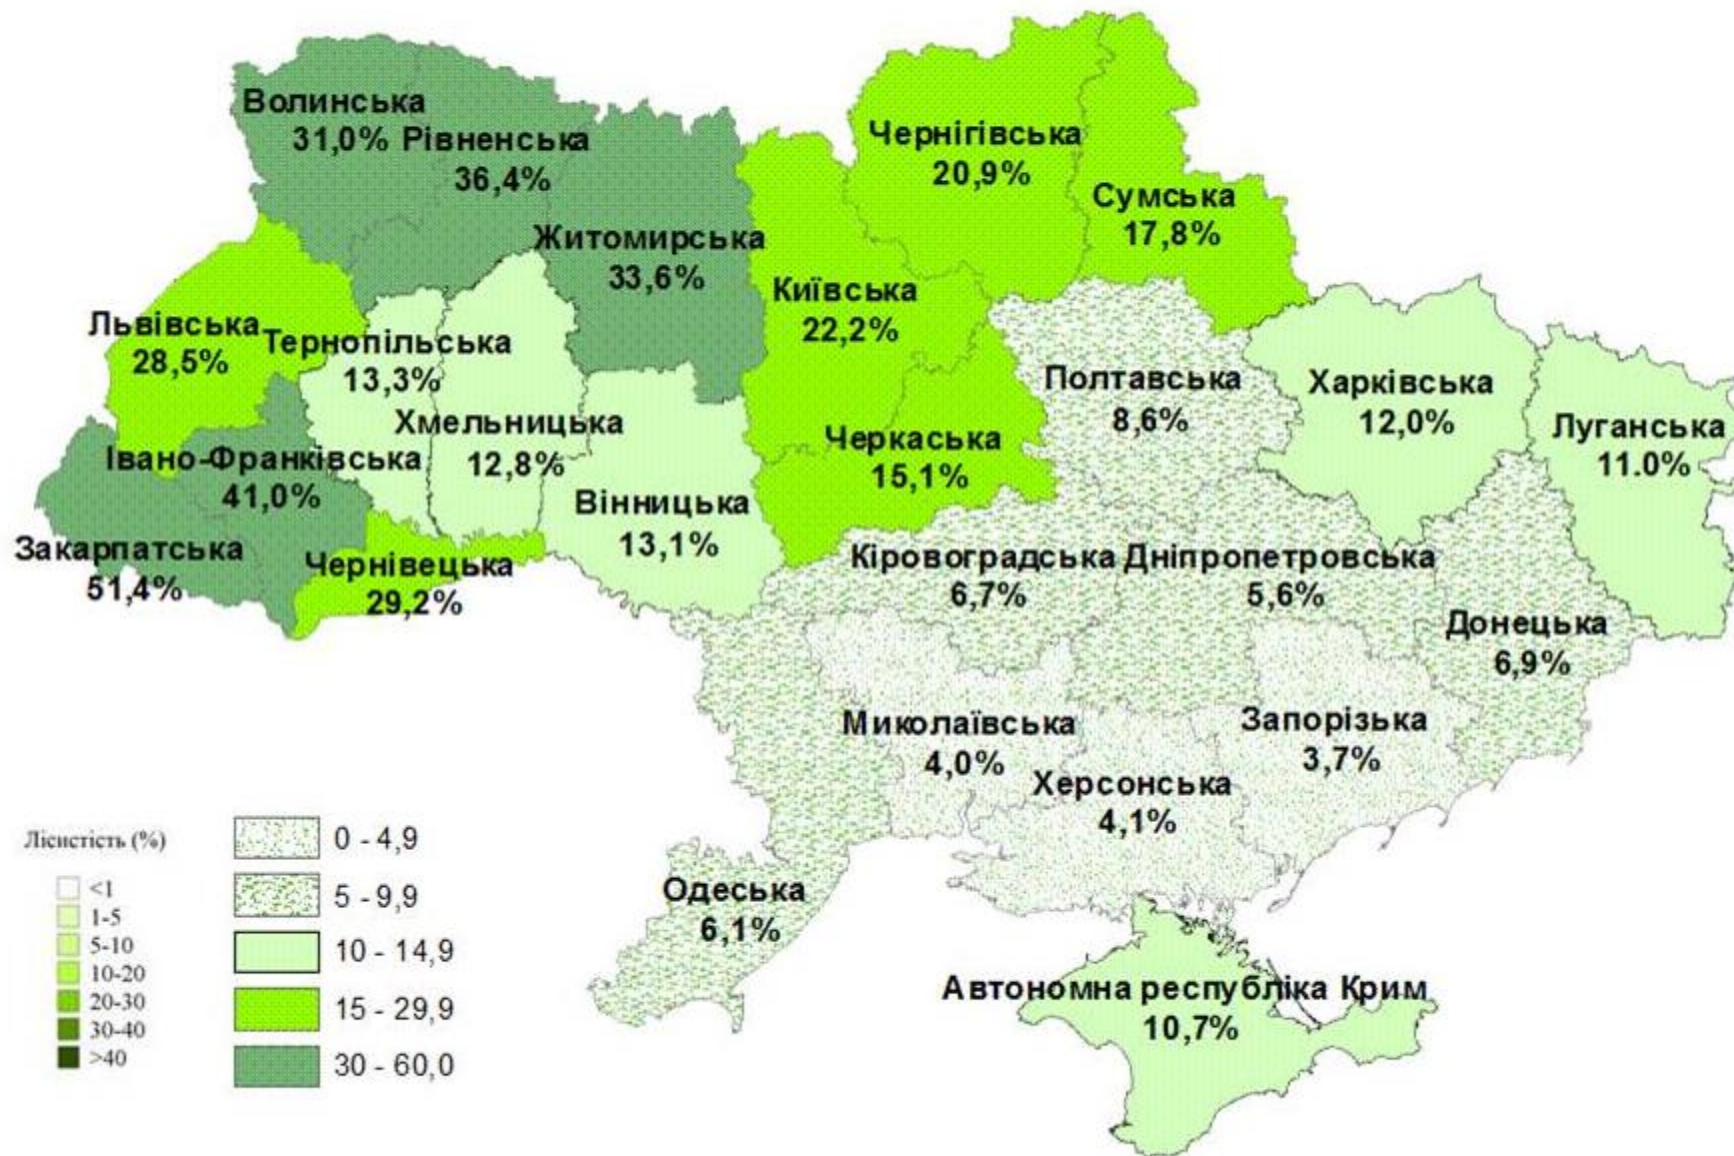 Волинська
31,0%
Рівненська
36,4%
Житомирська
33,6%
Чернігівська
20,9%
Сумська
17,8%
Київська
22,2%
Львівська
28,5%
Тернопільська
13,3%
Хмельницька
12,8%
Івано-Франківська
41,0%
Закарпатська
51,4%
Чернівецька
29,2%
Вінницька
13,1%
Черкаська
15,1%
Полтавська
8,6%
Харківська
12,0%
Луганська
11.0%
Кіровоградська
6,7%
Дніпропетровська
5,6%
Донецька
6,9%
Миколаївська
4,0%
Херсонська
4,1%
Запорізька
3,7%
Одеська
6,1%
Автономна республіка Крим
10,7%
Лісистість (%)
<1
1-5
5-10
10-20
20-30
30-40
>40
0 - 4,9
5 - 9,9
10 - 14,9
15 - 29,9
30 - 60,0